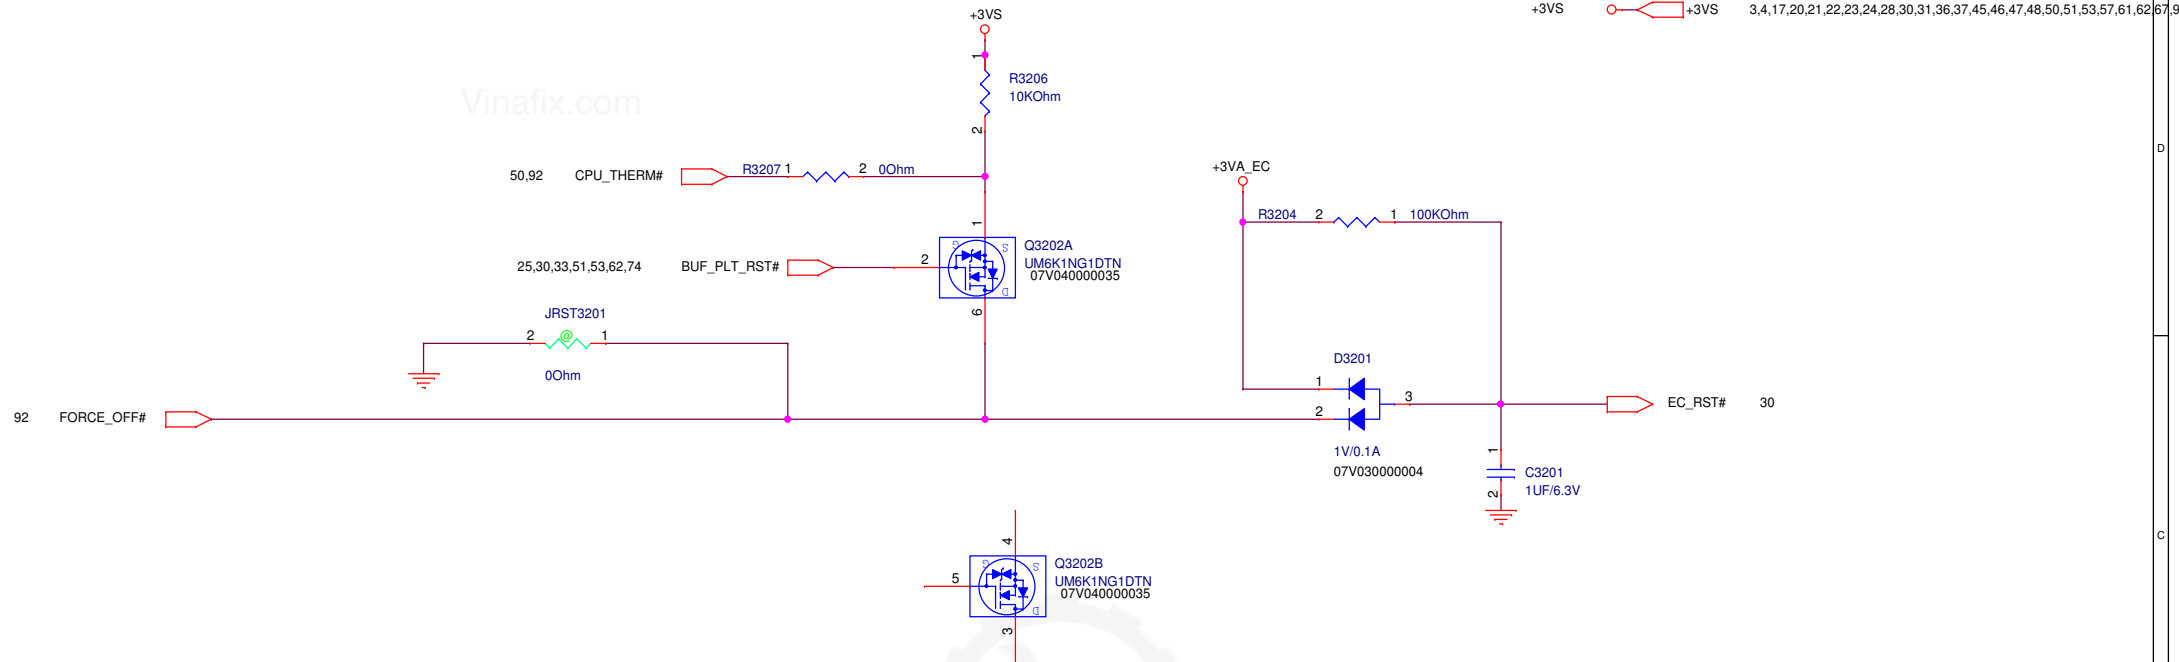 +3VS
+3VS
+3VS
3,4,17,20,21,22,23,24,28,30,31,36,37,45,46,47,48,50,51,53,57,61,62,67,9
1
R3206
10KOhm
Vinafix.com
2
D
50,92
CPU_THERM#
R3207
1
2
0Ohm
+3VA_EC
1
R3204
2
1
100KOhm
G
S
Q3202A
UM6K1NG1DTN
07V040000035
25,30,33,51,53,62,74
BUF_PLT_RST#
2
D
6
JRST3201
2
@
1
0Ohm
D3201
1
2
3
EC_RST#
30
92
FORCE_OFF#
1V/0.1A
07V030000004
1
C3201
1UF/6.3V
2
C
4
G
S
Q3202B
UM6K1NG1DTN
07V040000035
5
D
3